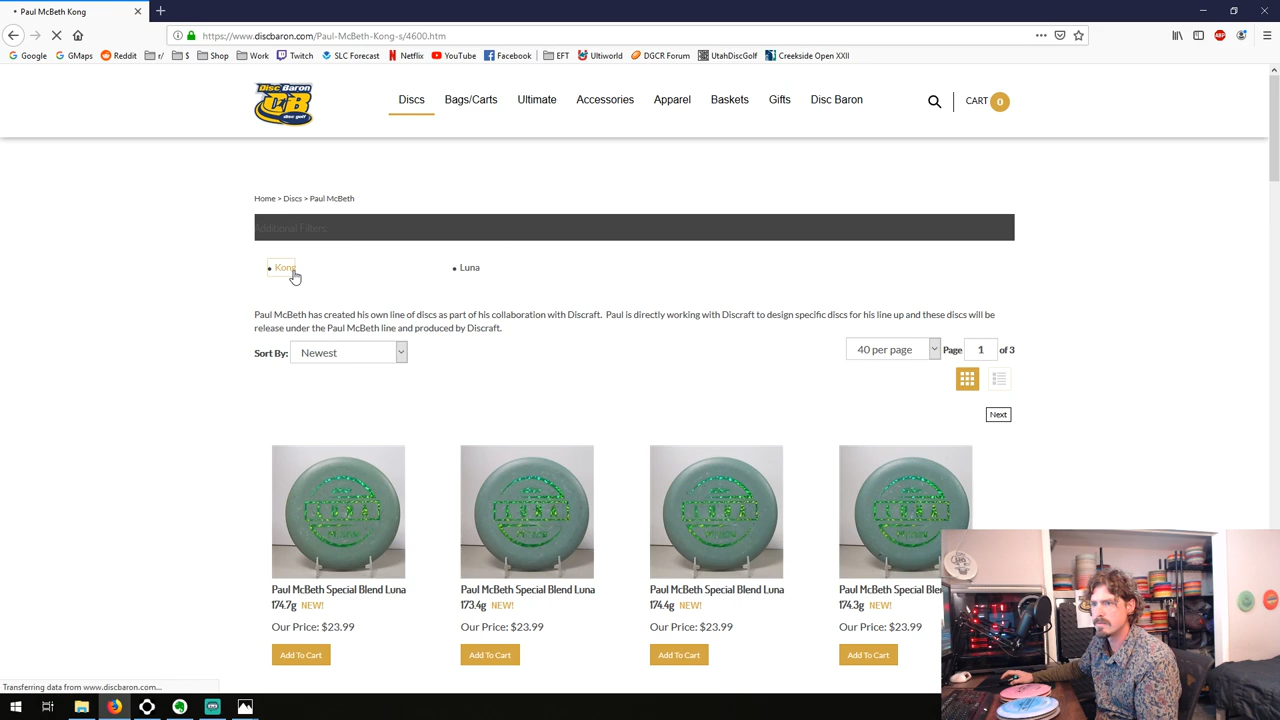 Paul McBeth Kong
https://www.discbaron.com/Paul-McBeth-Kong-s/4600.htm
Google GMaps Reddit r/ $ Shop Work Twitch SLC Forecast Netflix YouTube Facebook EFT Ultiworld DGCR Forum UtahDiscGolf Creekside Open XXII
Disc Baron
DB
disc golf
Discs Bags/Carts Ultimate Accessories Apparel Baskets Gifts Disc Baron CART 0
Home > Discs > Paul McBeth
Additional Filters:
• Kong • Luna
Paul McBeth has created his own line of discs as part of his collaboration with Discraft. Paul is directly working with Discraft to design specific discs for his line up and these discs will be
release under the Paul McBeth line and produced by Discraft.
Sort By: Newest 40 per page Page 1 of 3
Next
Paul McBeth Special Blend Luna
174.7g NEW!
Our Price: $23.99
Add To Cart
Paul McBeth Special Blend Luna
173.4g NEW!
Our Price: $23.99
Add To Cart
Paul McBeth Special Blend Luna
174.4g NEW!
Our Price: $23.99
Add To Cart
Paul McBeth Special Ble
174.3g NEW!
Our Price: $23.99
Add To Cart
Transferring data from www.discbaron.com...